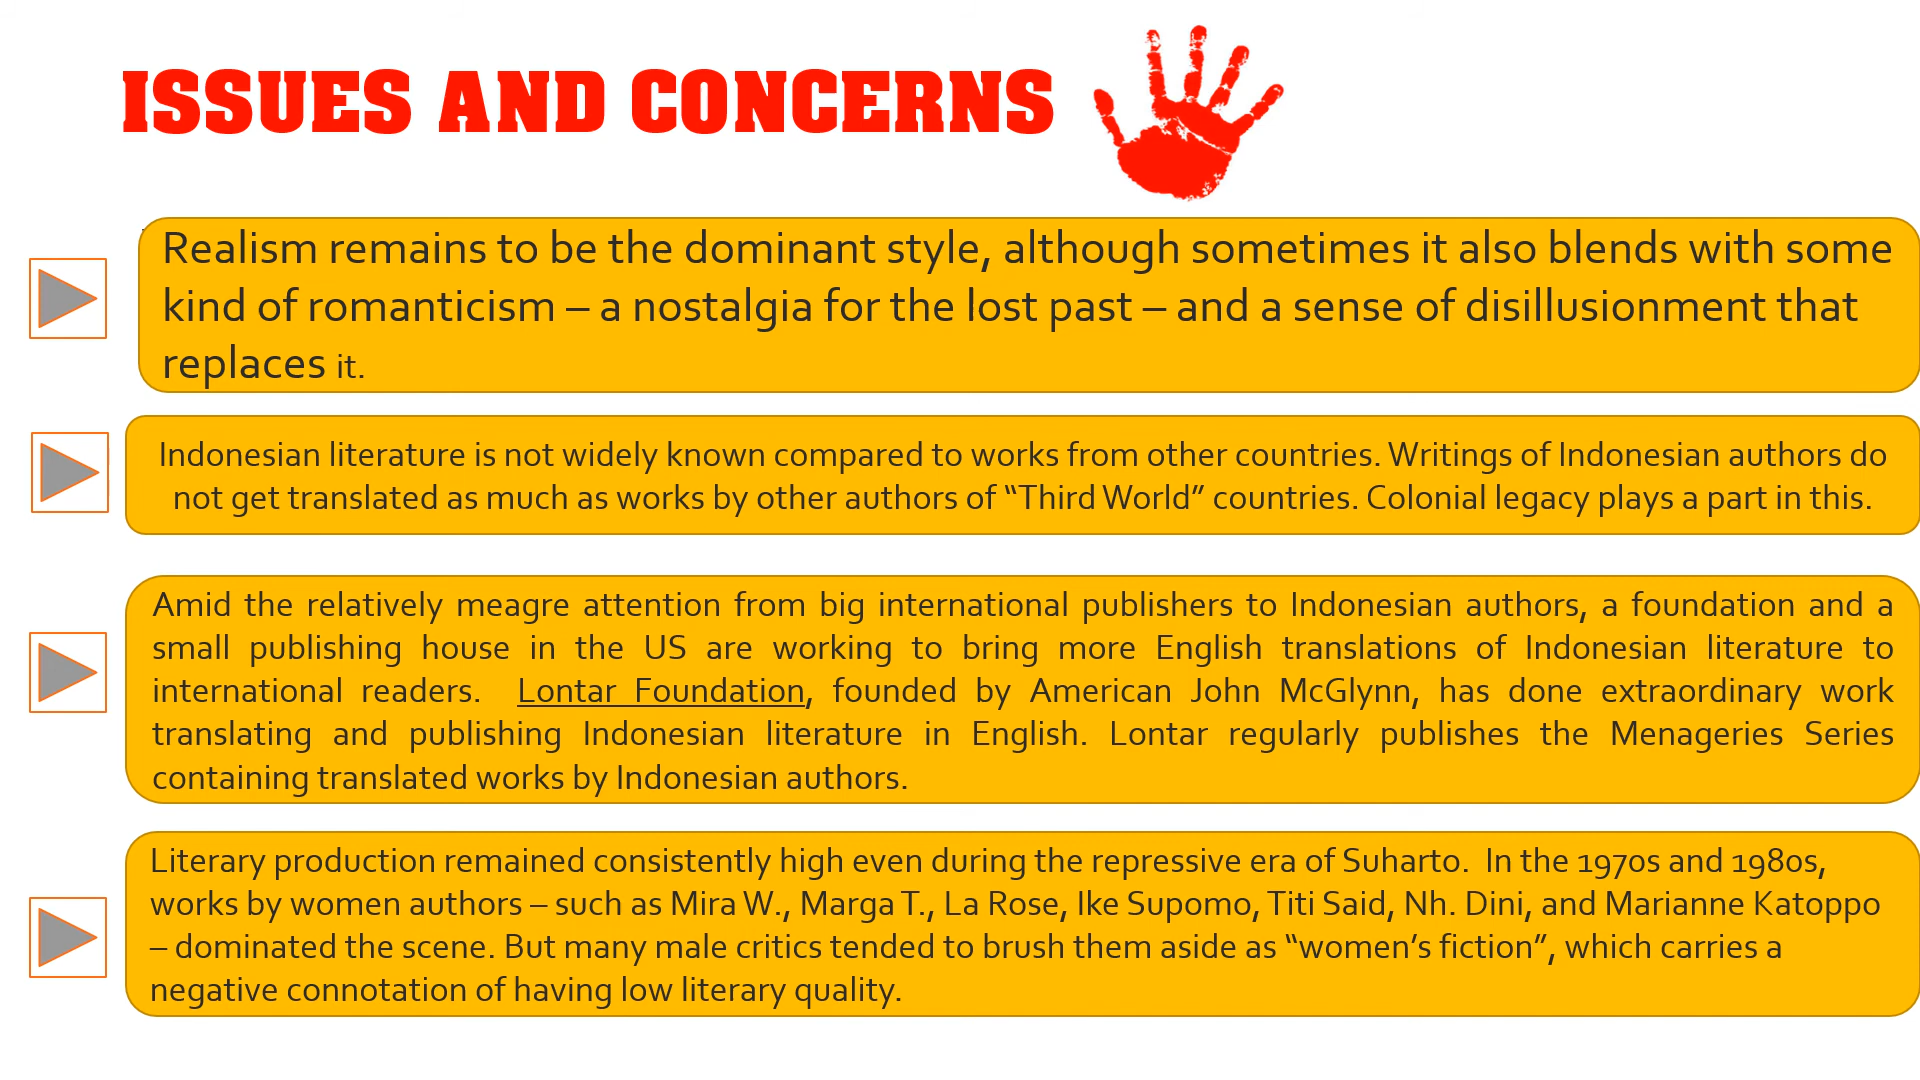 ISSUES AND CONCERNS
Realism remains to be the dominant style, although sometimes it also blends with some
kind of romanticism – a nostalgia for the lost past – and a sense of disillusionment that
replaces it.
Indonesian literature is not widely known compared to works from other countries. Writings of Indonesian authors do
not get translated as much as works by other authors of “Third World” countries. Colonial legacy plays a part in this.
Amid the relatively meagre attention from big international publishers to Indonesian authors, a foundation and a
small publishing house in the US are working to bring more English translations of Indonesian literature to
international readers.  Lontar Foundation, founded by American John McGlynn, has done extraordinary work
translating and publishing Indonesian literature in English. Lontar regularly publishes the Menageries Series
containing translated works by Indonesian authors.
Literary production remained consistently high even during the repressive era of Suharto.  In the 1970s and 1980s,
works by women authors – such as Mira W., Marga T., La Rose, Ike Supomo, Titi Said, Nh. Dini, and Marianne Katoppo
– dominated the scene. But many male critics tended to brush them aside as “women’s fiction”, which carries a
negative connotation of having low literary quality.